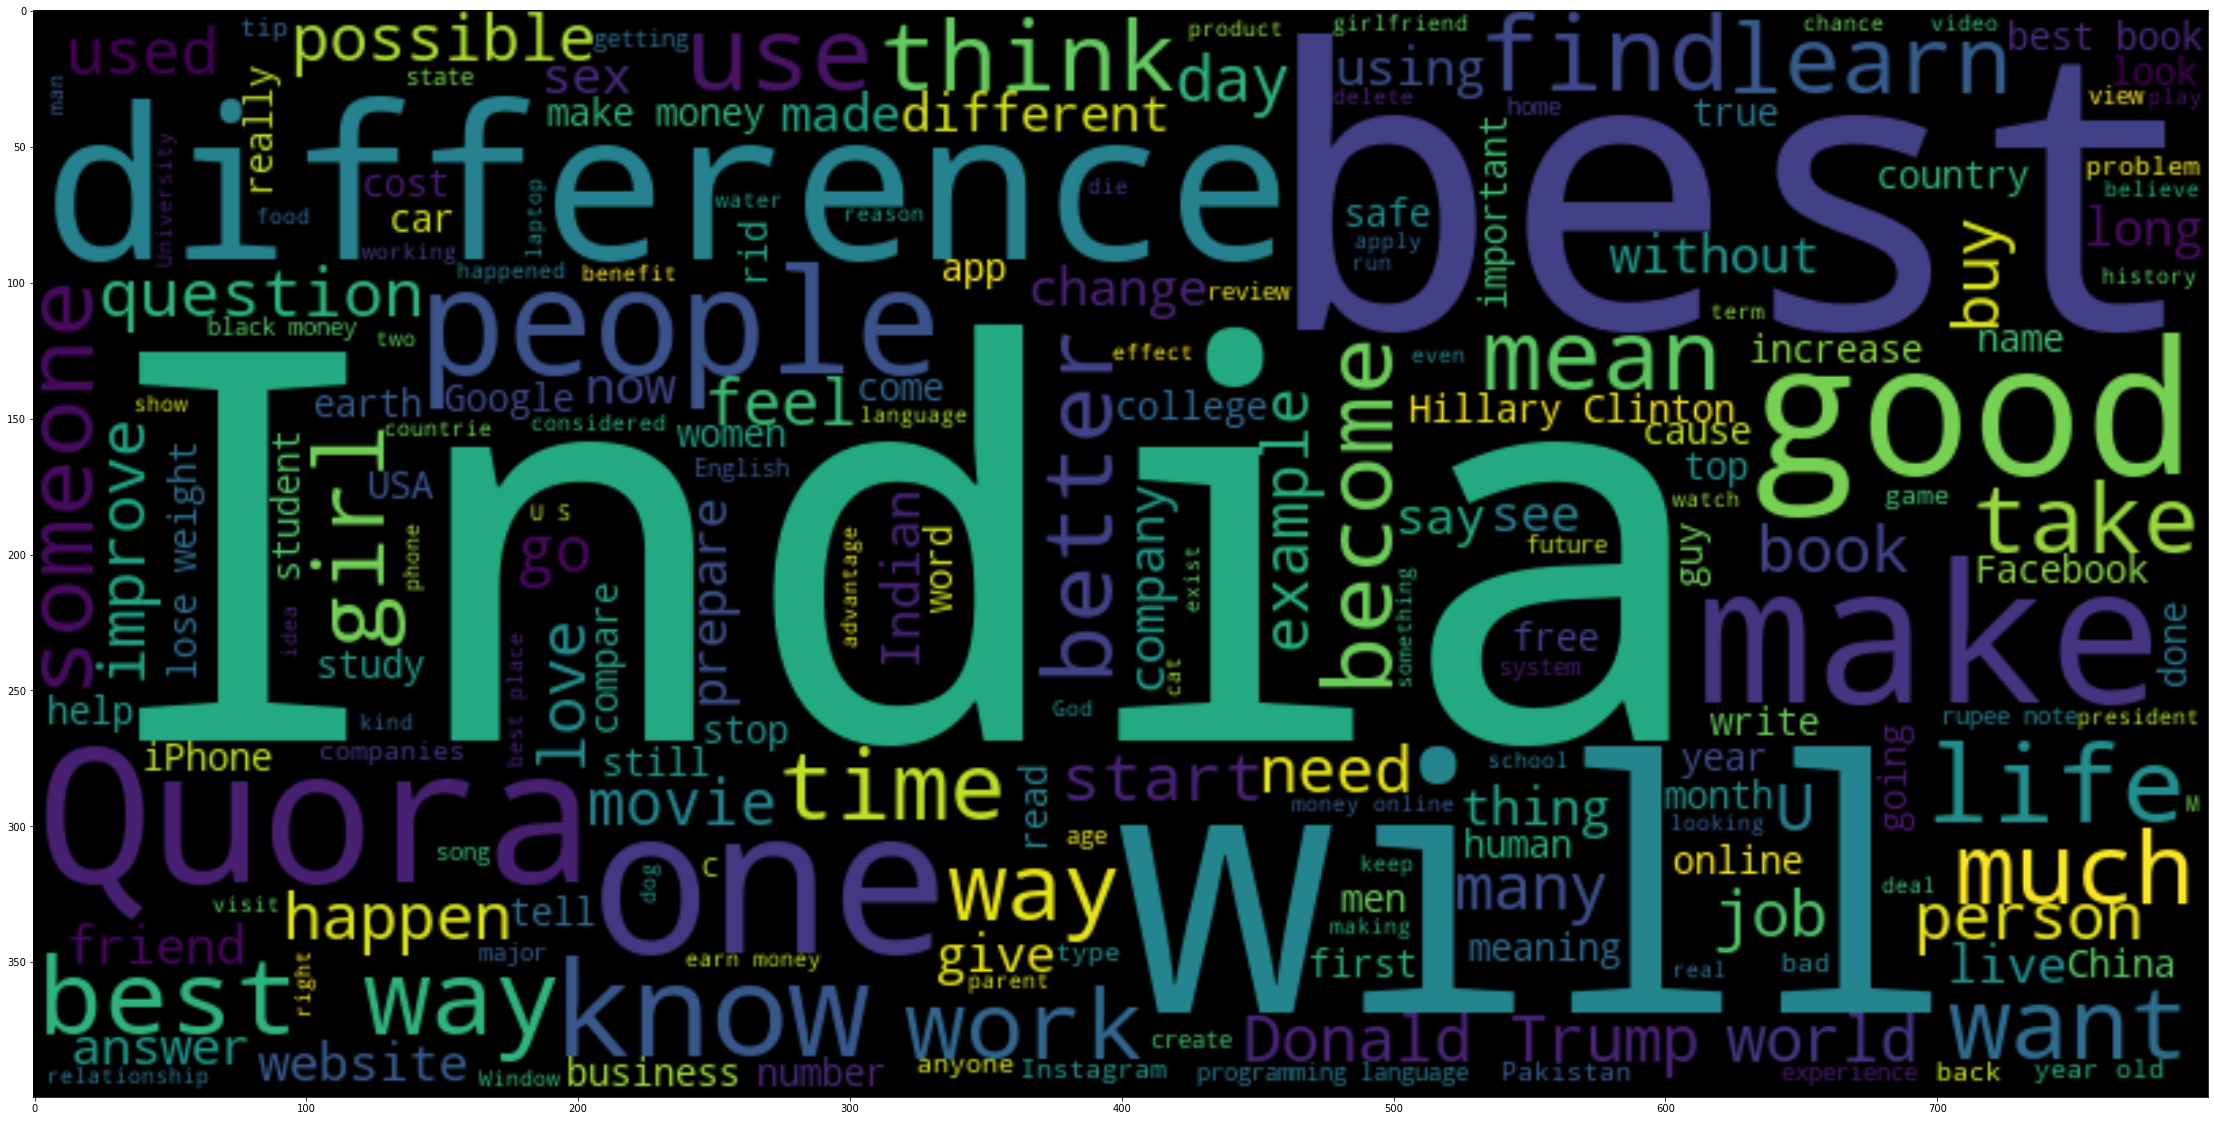 0
used
tip
possible
getting
use
think
product
girlfriend
chance
video
best book
man
state
sex
day
using
find
learn
look
really
make money
made
different
delete
home
true
view
play
difference
best
University
cost
car
food
working
laptop
water
rid
reason
die
safe
apply
run
important
country
without
problem
believe
long
buy
history
50
100
happened
benefit
app
change
review
term
someone
question
black money
two
people
India
better
effect
even
mean
increase
name
good
show
earth
Google
now
feel
come
language
college
example
become
Hillary Clinton
cause
150
improve
lose weight
student
girl
countrie
considered
women
English
USA
top
watch
game
take
U S
go
phone
prepare
advantage
Indian
word
company
exist
say
see
future
guy
book
Facebook
200
idea
study
love
compare
cat
something
free
system
make
done
250
help
kind
best place
stop
God
write
rupee note
president
iPhone
companies
still
Quora
movie
time
read
start
need
school
money online
year
month
looking
U
going
life
M
300
song
one
dog
C
age
way
will
thing
human
keep
men
making
many
online
job
deal
much
person
visit
happen
tell
friend
major
earn money
give
type
parent
first
meaning
real
bad
live
China
350
best way
right
know
work
want
answer
website
create
Donald Trump
world
relationship
Window
business
number
anyone
Instagram
programming language
Pakistan
experience
back
year old
0 100 200 300 400 500 600 700